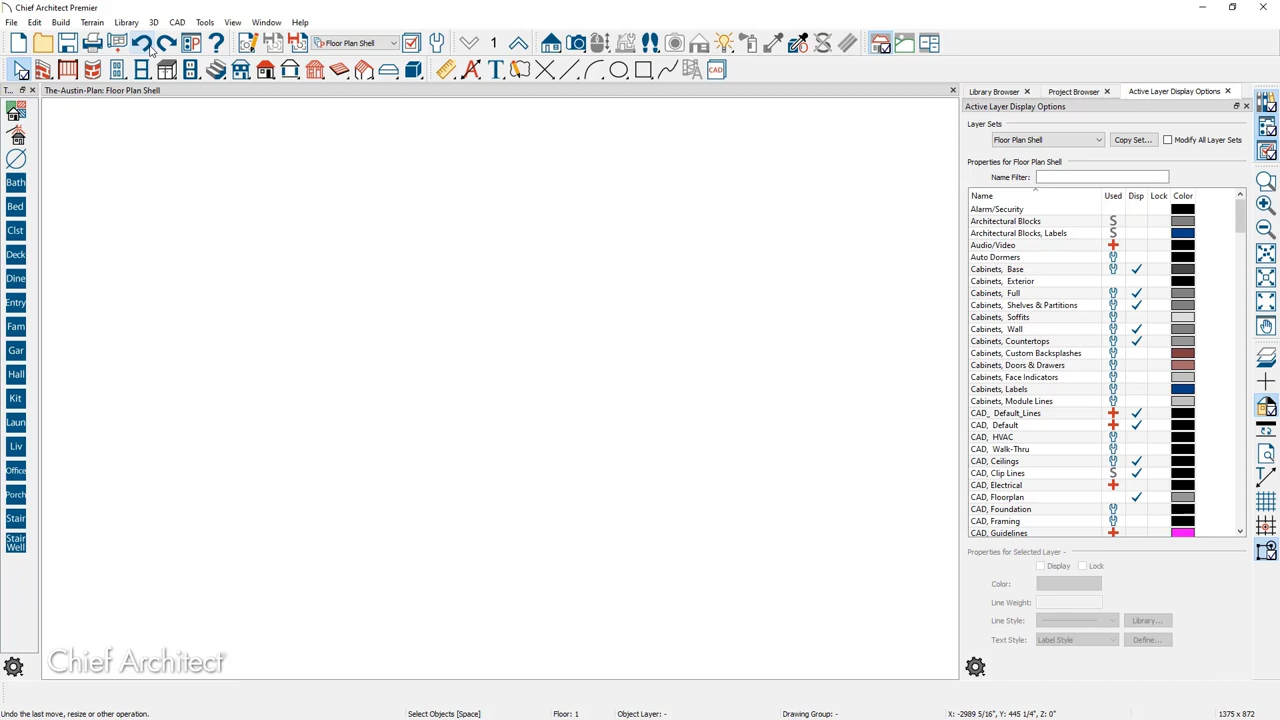 Chief Architect Premier
File Edit Build Terrain Library 3D CAD Tools View Window Help
Floor Plan Shell 1
CAD
T... The-Austin-Plan: Floor Plan Shell
Library Browser Project Browser Active Layer Display Options
Active Layer Display Options
Layer Sets
Floor Plan Shell Copy Set... Modify All Layer Sets
Properties for Floor Plan Shell
Name Filter:
Name Used Disp Lock Color
Alarm/Security
Architectural Blocks S
Architectural Blocks, Labels S
Audio/Video
Auto Dormers
Cabinets, Base
Cabinets, Exterior
Cabinets, Full
Cabinets, Shelves & Partitions
Cabinets, Soffits
Cabinets, Wall
Cabinets, Countertops
Cabinets, Custom Backsplashes
Cabinets, Doors & Drawers
Cabinets, Face Indicators
Cabinets, Labels
Cabinets, Module Lines
CAD_ Default_Lines
CAD, Default
CAD, HVAC
CAD, Walk-Thru
CAD, Ceilings
CAD, Clip Lines S
CAD, Electrical
CAD, Floorplan
CAD, Foundation
CAD, Framing
CAD, Guidelines
Properties for Selected Layer -
Display Lock
Color:
Line Weight:
Line Style: Library...
Text Style: Label Style Define...
Bath
Bed
Clst
Deck
Dine
Entry
Fam
Gar
Hall
Kit
Laun
Liv
Office
Porch
Stair
Stair
Well
Chief Architect
Undo the last move, resize or other operation. Select Objects [Space] Floor: 1 Object Layer: - Drawing Group: - X: -2989 5/16", Y: 445 1/4", Z: 0" 1375 x 872